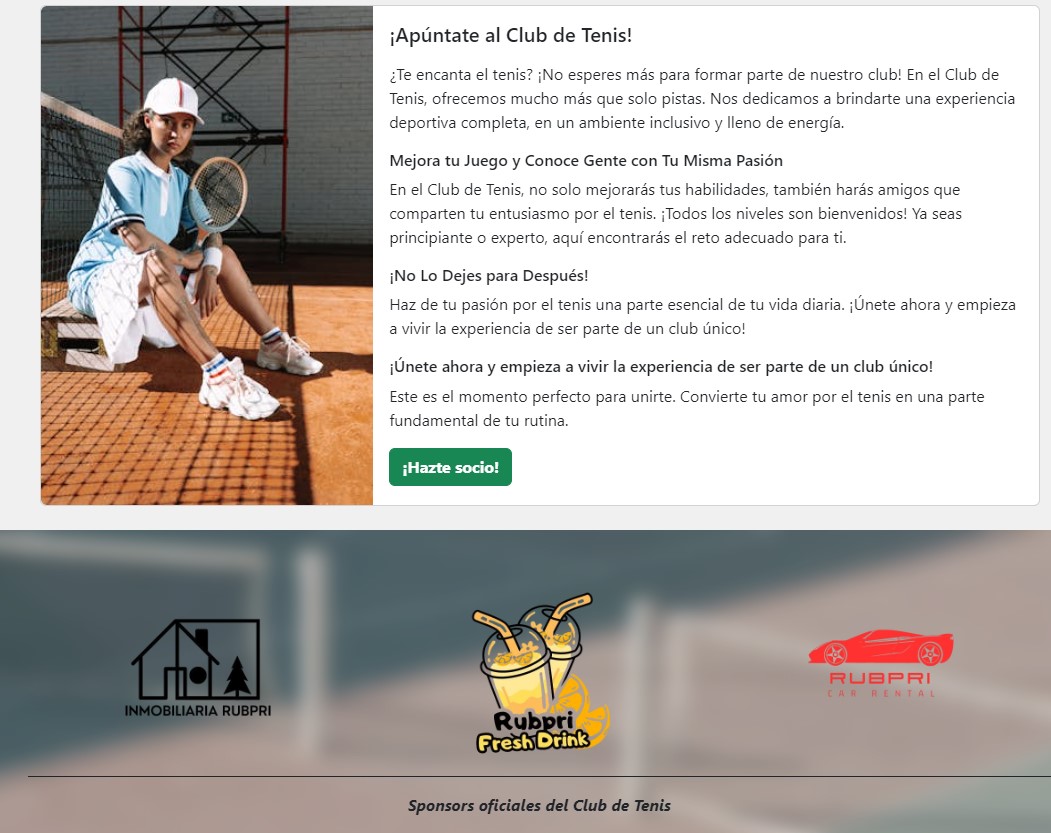 ¡Apúntate al Club de Tenis!
¿Te encanta el tenis? ¡No esperes más para formar parte de nuestro club! En el Club de
Tenis, ofrecemos mucho más que solo pistas. Nos dedicamos a brindarte una experiencia
deportiva completa, en un ambiente inclusivo y lleno de energía.
Mejora tu Juego y Conoce Gente con Tu Misma Pasión
En el Club de Tenis, no solo mejorarás tus habilidades, también harás amigos que
comparten tu entusiasmo por el tenis. ¡Todos los niveles son bienvenidos! Ya seas
principiante o experto, aquí encontrarás el reto adecuado para ti.
¡No Lo Dejes para Después!
Haz de tu pasión por el tenis una parte esencial de tu vida diaria. ¡Únete ahora y empieza
a vivir la experiencia de ser parte de un club único!
¡Únete ahora y empieza a vivir la experiencia de ser parte de un club único!
Este es el momento perfecto para unirte. Convierte tu amor por el tenis en una parte
fundamental de tu rutina.
¡Hazte socio!
INMOBILIARIA RUBPRI
Rubpri
Fresh Drink
RUBPRI
CAR RENTAL
Sponsors oficiales del Club de Tenis